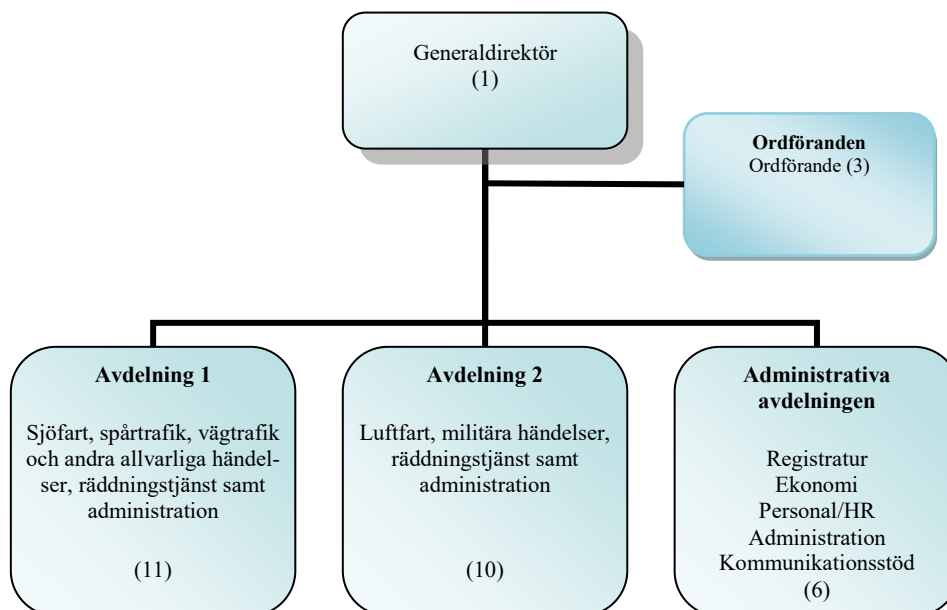 Generaldirektör
(1)
Ordföranden
Ordförande (3)
Avdelning 1
Sjöfart, spårtrafik, vägtrafik
och andra allvarliga händel-
ser, räddningstjänst samt
administration
(11)
Avdelning 2
Luftfart, militära händelser,
räddningstjänst samt
administration
(10)
Administrativa
avdelningen
Registratur
Ekonomi
Personal/HR
Administration
Kommunikationsstöd
(6)